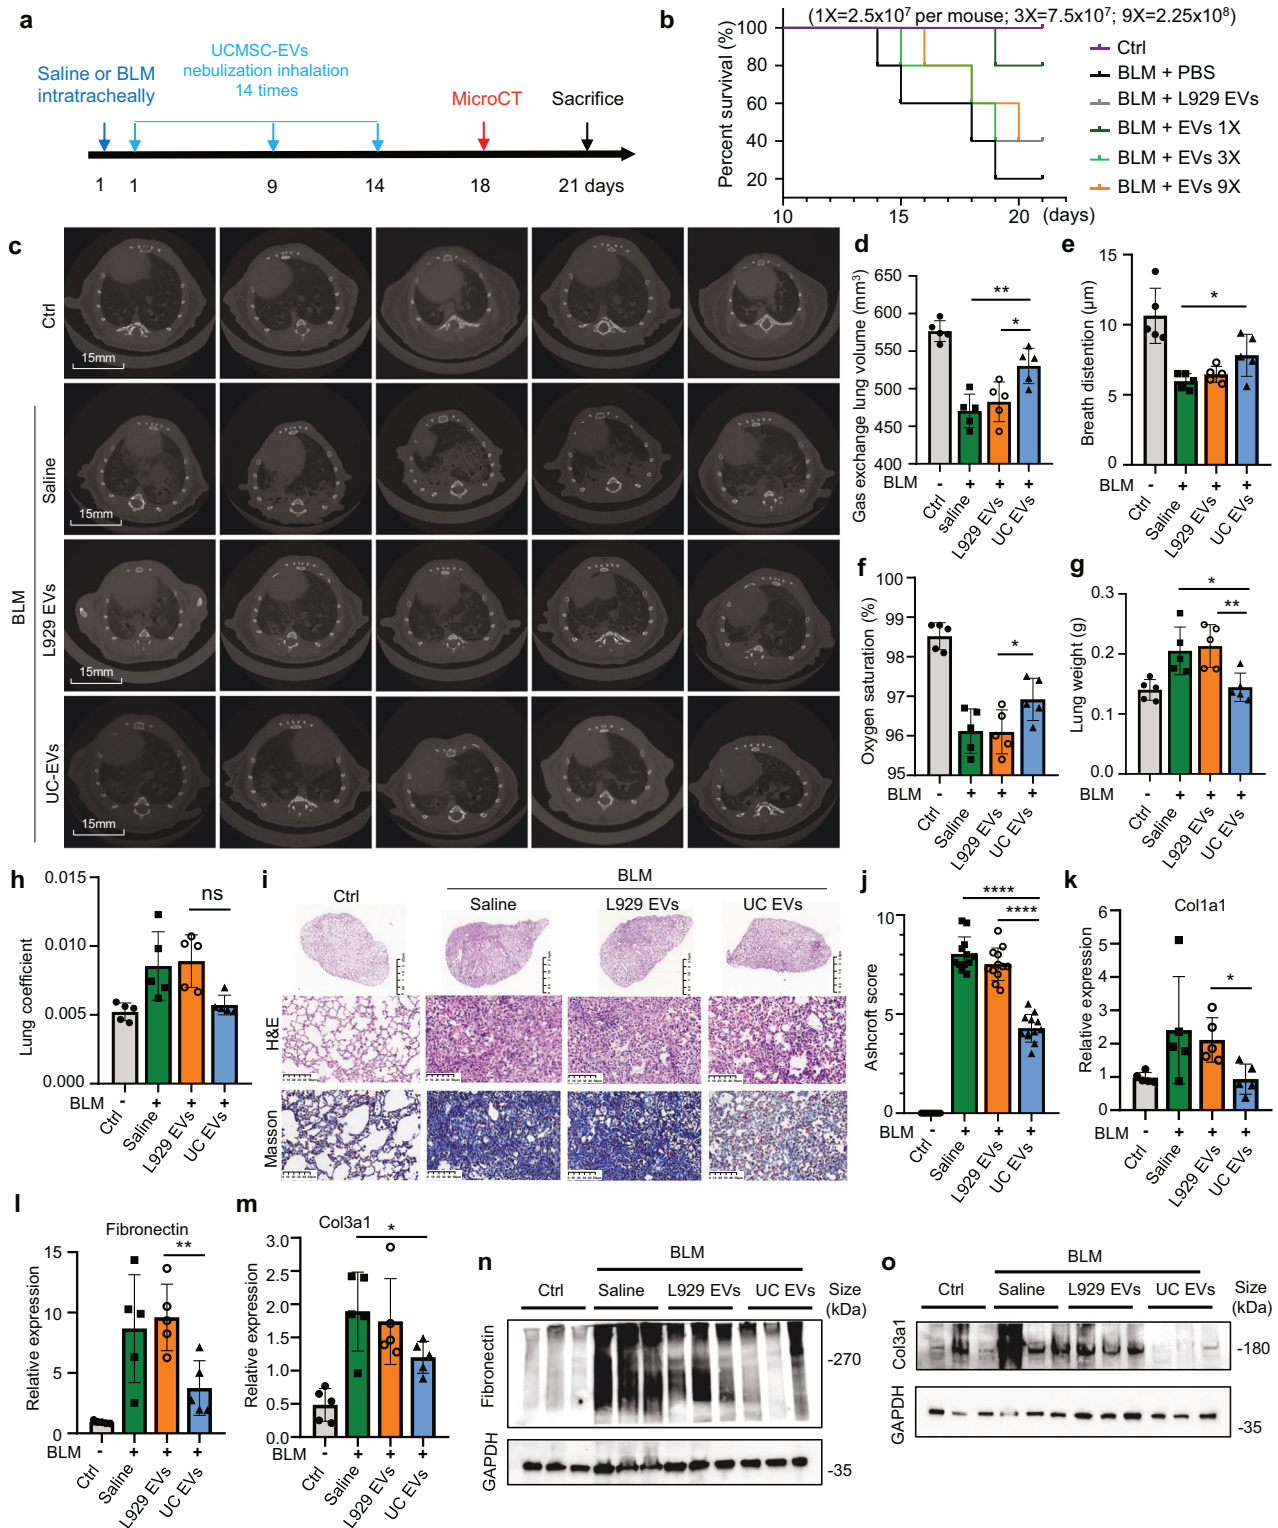 a
UCMSC-EVs
nebulization inhalation
14 times
Saline or BLM
intratracheally
MicroCT
Sacrifice
1
1
9
14
18
21 days
b
(1X=2.5x10⁷ per mouse; 3X=7.5x10⁷; 9X=2.25x10⁸)
Percent survival (%)
100
80
60
40
20
10
15
20
(days)
Ctrl
BLM + PBS
BLM + L929 EVs
BLM + EVs 1X
BLM + EVs 3X
BLM + EVs 9X
c
Ctrl
15mm
BLM
Saline
15mm
L929 EVs
15mm
UC-EVs
15mm
d
Gas exchange lung volume (mm³)
650
600
550
500
450
400
**
*
BLM
-
+
+
+
Ctrl
saline
L929 EVs
UC EVs
e
Breath distention (μm)
15
10
5
0
*
BLM
-
+
+
+
Ctrl
Saline
L929 EVs
UC EVs
f
Oxygen saturation (%)
100
99
98
97
96
95
*
BLM
-
+
+
+
Ctrl
Saline
L929 EVs
UC EVs
g
Lung weight (g)
0.3
0.2
0.1
0.0
*
**
BLM
-
+
+
+
Ctrl
Saline
L929 EVs
UC EVs
h
Lung coefficient
0.015
0.010
0.005
0.000
ns
BLM
-
+
+
+
Ctrl
Saline
L929 EVs
UC EVs
i
BLM
Ctrl
Saline
L929 EVs
UC EVs
H&E
Masson
j
Ashcroft score
10
5
0
****
****
BLM
-
+
+
+
Ctrl
Saline
L929 EVs
UC EVs
k
Col1a1
Relative expression
6
5
4
3
2
1
0
*
BLM
-
+
+
+
Ctrl
Saline
L929 EVs
UC EVs
l
Fibronectin
Relative expression
15
10
5
0
**
BLM
-
+
+
+
Ctrl
Saline
L929 EVs
UC EVs
m
Col3a1
Relative expression
3.0
2.5
2.0
1.5
1.0
0.5
0.0
*
BLM
-
+
+
+
Ctrl
Saline
L929 EVs
UC EVs
n
BLM
Ctrl
Saline
L929 EVs
UC EVs
Size
(kDa)
Fibronectin
-270
GAPDH
-35
o
BLM
Ctrl
Saline
L929 EVs
UC EVs
Size
(kDa)
Col3a1
-180
GAPDH
-35